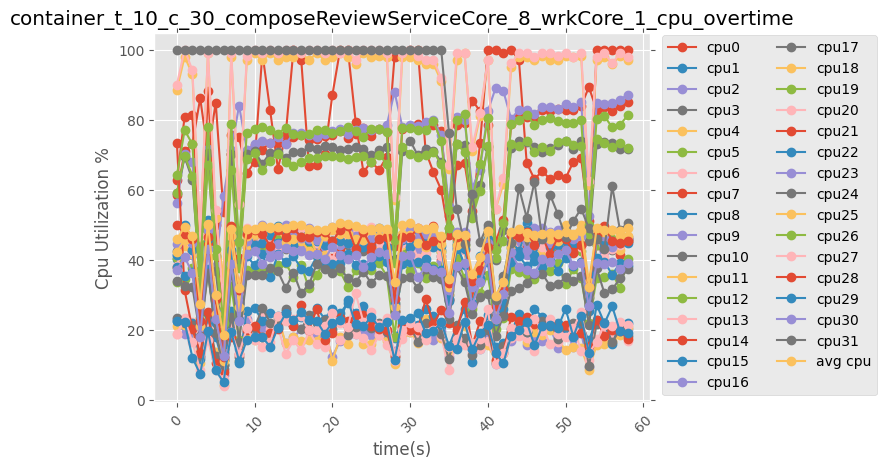 container_t_10_c_30_composeReviewServiceCore_8_wrkCore_1_cpu_overtime
Cpu Utilization %
100
80
60
40
20
0
0
10
20
30
40
50
60
time(s)
cpu0
cpu1
cpu2
cpu3
cpu4
cpu5
cpu6
cpu7
cpu8
cpu9
cpu10
cpu11
cpu12
cpu13
cpu14
cpu15
cpu16
cpu17
cpu18
cpu19
cpu20
cpu21
cpu22
cpu23
cpu24
cpu25
cpu26
cpu27
cpu28
cpu29
cpu30
cpu31
avg cpu